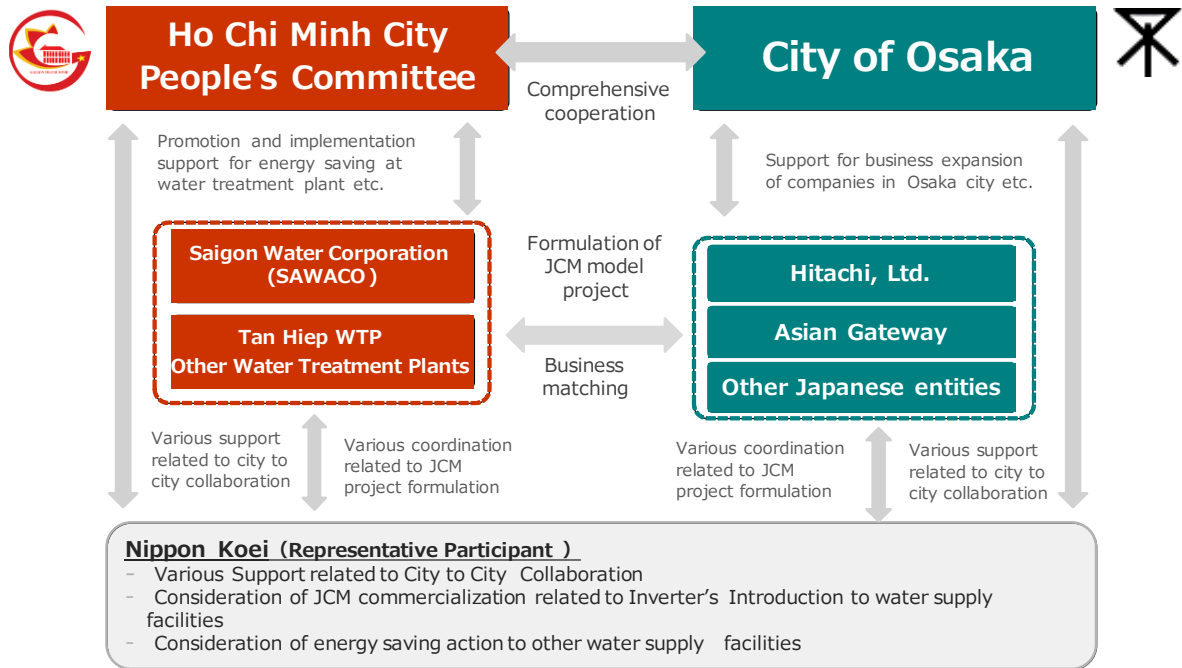 Ho Chi Minh City
People's Committee
City of Osaka
Comprehensive
cooperation
Promotion and implementation
support for energy saving at
water treatment plant etc.
Support for business expansion
of companies in Osaka city etc.
Saigon Water Corporation
(SAWACO)
Tan Hiep WTP
Other Water Treatment Plants
Formulation of
JCM model
project
Business
matching
Hitachi, Ltd.
Asian Gateway
Other Japanese entities
Various support
related to city to
city collaboration
Various coordination
related to JCM
project formulation
Various coordination
related to JCM
project formulation
Various support
related to city to
city collaboration
Nippon Koei (Representative Participant )
- Various Support related to City to City Collaboration
- Consideration of JCM commercialization related to Inverter's Introduction to water supply
facilities
- Consideration of energy saving action to other water supply facilities